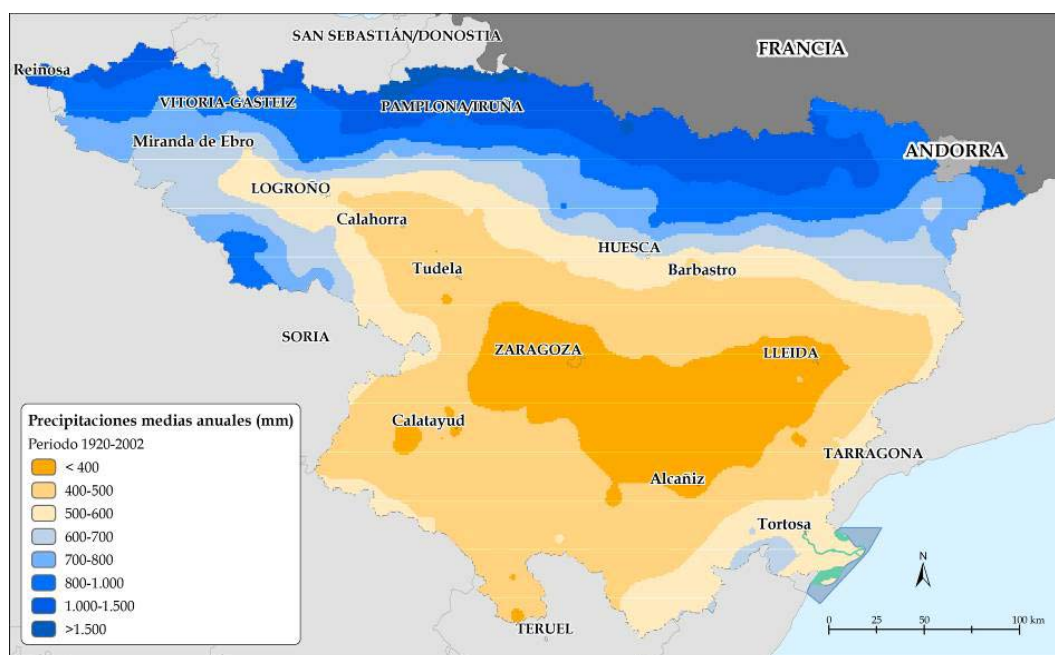 SAN SEBASTIÁN/DONOSTIA
FRANCIA
Reinosa
VITORIA-GASTEIZ
PAMPLONA/IRUÑA
Miranda de Ebro
ANDORRA
LOGROÑO
Calahorra
HUESCA
Tudela
Barbastro
SORIA
ZARAGOZA
LLEIDA
Calatayud
TARRAGONA
Alcañiz
Tortosa
TERUEL
Precipitaciones medias anuales (mm)
Periodo 1920-2002
< 400
400-500
500-600
600-700
700-800
800-1.000
1.000-1.500
>1.500
N
0 25 50 100 km